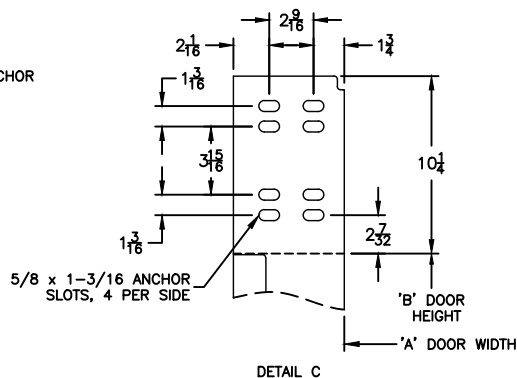 2 9/16
2 1/16
1 3/4
CHOR
1 3/16
3 15/16
10 1/4
1 3/16
2 7/32
5/8 x 1-3/16 ANCHOR
SLOTS, 4 PER SIDE
'B' DOOR
HEIGHT
'A' DOOR WIDTH
DETAIL C